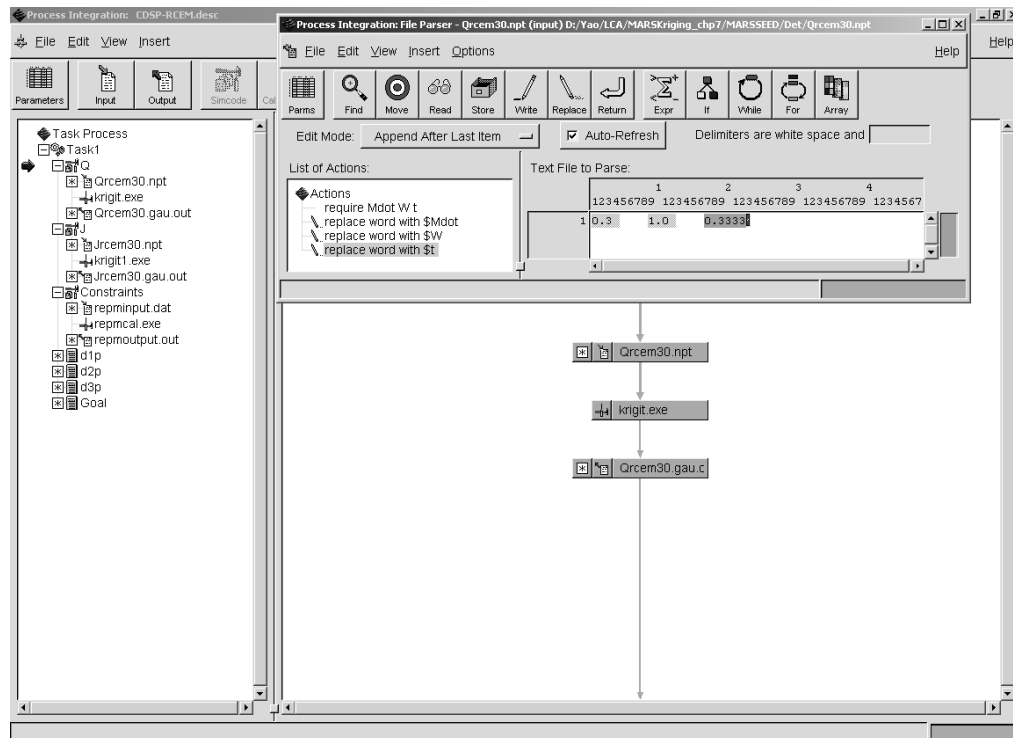 Process Integration: CDSP-RCEM.desc
File Edit View Insert
Help
Parameters Input Output Simcode Cal
Task Process
Task1
Q
Qrcem30.npt
krigit.exe
Qrcem30.gau.out
J
Jrcem30.npt
krigit1.exe
Jrcem30.gau.out
Constraints
repminput.dat
repmcal.exe
repmoutput.out
d1p
d2p
d3p
Goal
Process Integration: File Parser - Qrcem30.npt (input) D:/Yao/LCA/MARSKriging_chp7/MARSSEED/Det/Qrcem30.npt
File Edit View Insert Options Help
Parms Find Move Read Store Write Replace Return Expr If While For Array
Edit Mode: Append After Last Item Auto-Refresh Delimiters are white space and
List of Actions:
Actions
require Mdot W t
replace word with $Mdot
replace word with $W
replace word with $t
Text File to Parse:
1 2 3 4
123456789 123456789 123456789 123456789 1234567
1 0.3 1.0 0.3333
Qrcem30.npt
krigit.exe
Qrcem30.gau.c